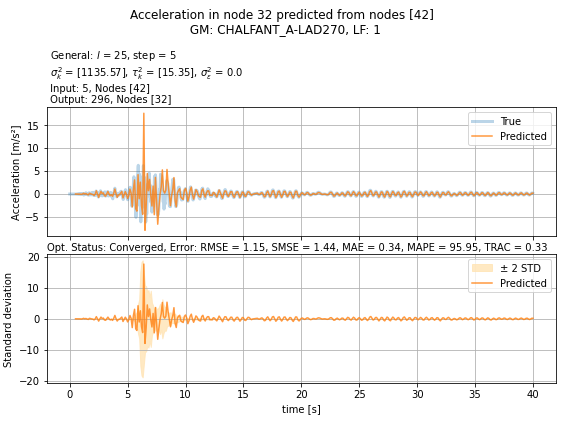 Acceleration in node 32 predicted from nodes [42]
GM: CHALFANT_A-LAD270, LF: 1
General: l = 25, step = 5
σ²ₖ = [1135.57], τ²ₖ = [15.35], σ²_ε = 0.0
Input: 5, Nodes [42]
Output: 296, Nodes [32]
Acceleration [m/s²]
15
10
5
0
−5
True
Predicted
Opt. Status: Converged, Error: RMSE = 1.15, SMSE = 1.44, MAE = 0.34, MAPE = 95.95, TRAC = 0.33
Standard deviation
20
10
0
−10
−20
± 2 STD
Predicted
0 5 10 15 20 25 30 35 40
time [s]